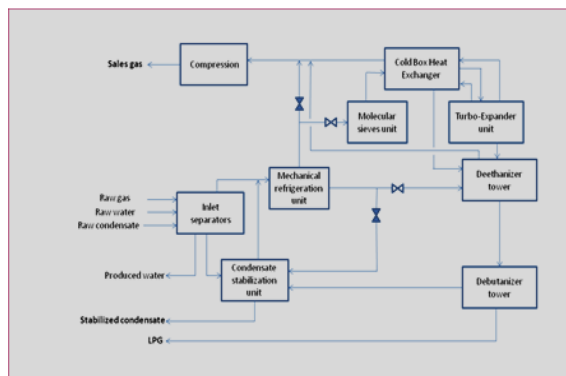 Sales gas
Compression
Cold Box Heat
Exchanger
Molecular
sieves unit
Turbo-Expander
unit
Mechanical
refrigeration
unit
Deethanizer
tower
Raw gas
Raw water
Raw condensate
Inlet
separators
Produced water
Condensate
stabilization
unit
Debutanizer
tower
Stabilized condensate
LPG